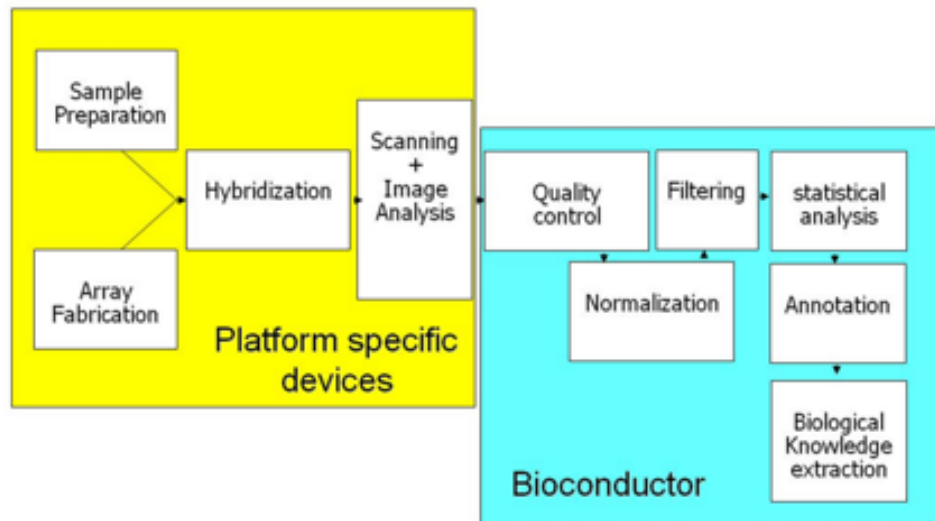 Sample
Preparation
Array
Fabrication
Hybridization
Scanning
+
Image
Analysis
Platform specific
devices
Quality
control
Normalization
Filtering
statistical
analysis
Annotation
Biological
Knowledge
extraction
Bioconductor